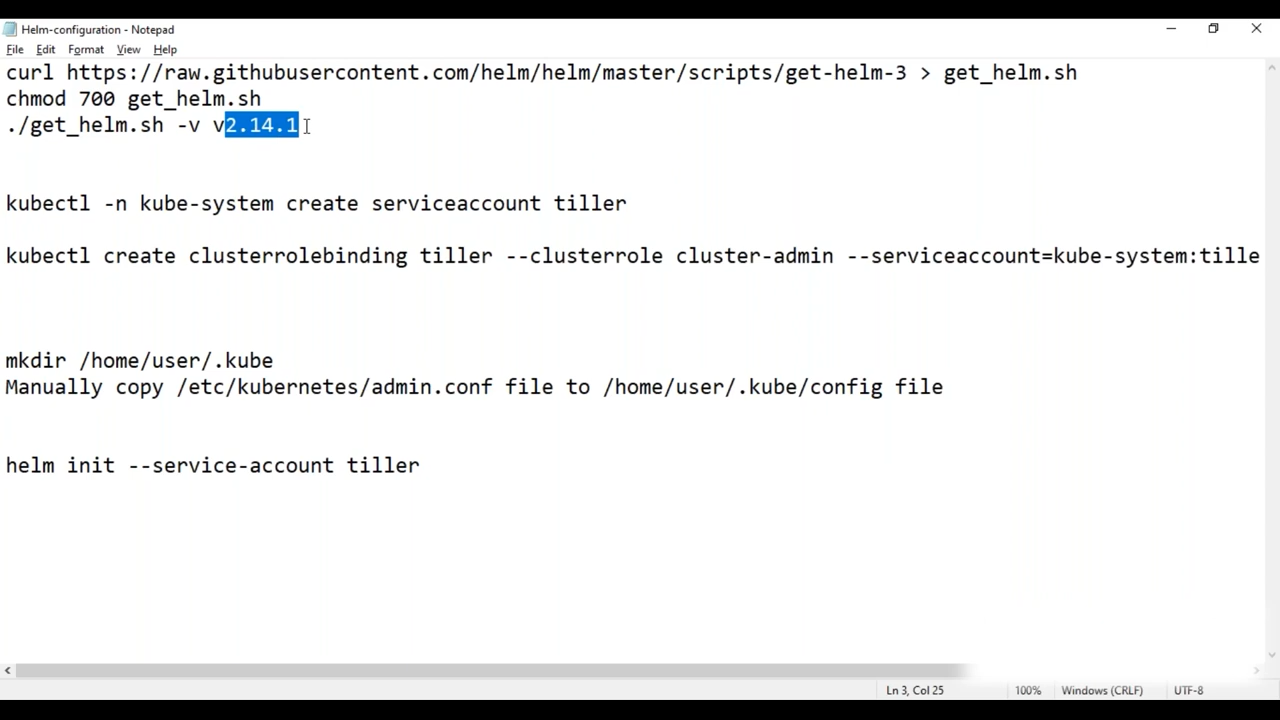 Helm-configuration - Notepad
File Edit Format View Help
curl https://raw.githubusercontent.com/helm/helm/master/scripts/get-helm-3 > get_helm.sh
chmod 700 get_helm.sh
./get_helm.sh -v v2.14.1
kubectl -n kube-system create serviceaccount tiller
kubectl create clusterrolebinding tiller --clusterrole cluster-admin --serviceaccount=kube-system:tille
mkdir /home/user/.kube
Manually copy /etc/kubernetes/admin.conf file to /home/user/.kube/config file
helm init --service-account tiller
Ln 3, Col 25 100% Windows (CRLF) UTF-8